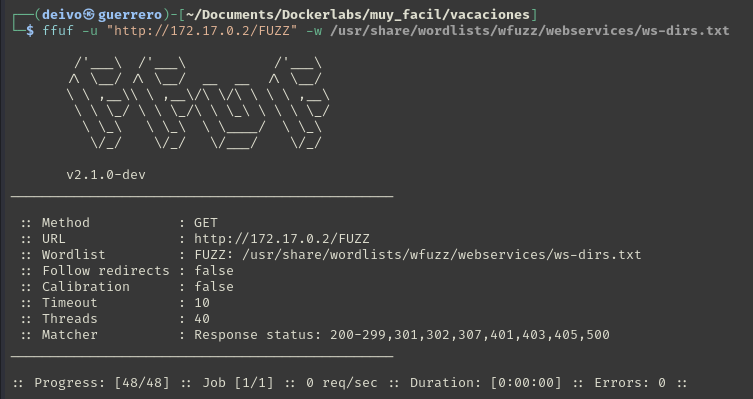 ┌──(deivo㉿guerrero)-[~/Documents/Dockerlabs/muy_facil/vacaciones]
└─$ ffuf -u "http://172.17.0.2/FUZZ" -w /usr/share/wordlists/wfuzz/webservices/ws-dirs.txt
        /'___\  /'___\           /'___\
       /\ \__/ /\ \__/  __  __  /\ \__/
       \ \ ,__\\ \ ,__\/\ \/\ \ \ \ ,__\
        \ \ \_/ \ \ \_/\ \ \_\ \ \ \ \_/
         \ \_\   \ \_\  \ \____/  \ \_\
          \/_/    \/_/   \/___/    \/_/
       v2.1.0-dev
________________________________________________
 :: Method           : GET
 :: URL              : http://172.17.0.2/FUZZ
 :: Wordlist         : FUZZ: /usr/share/wordlists/wfuzz/webservices/ws-dirs.txt
 :: Follow redirects : false
 :: Calibration      : false
 :: Timeout          : 10
 :: Threads          : 40
 :: Matcher          : Response status: 200-299,301,302,307,401,403,405,500
________________________________________________
:: Progress: [48/48] :: Job [1/1] :: 0 req/sec :: Duration: [0:00:00] :: Errors: 0 ::